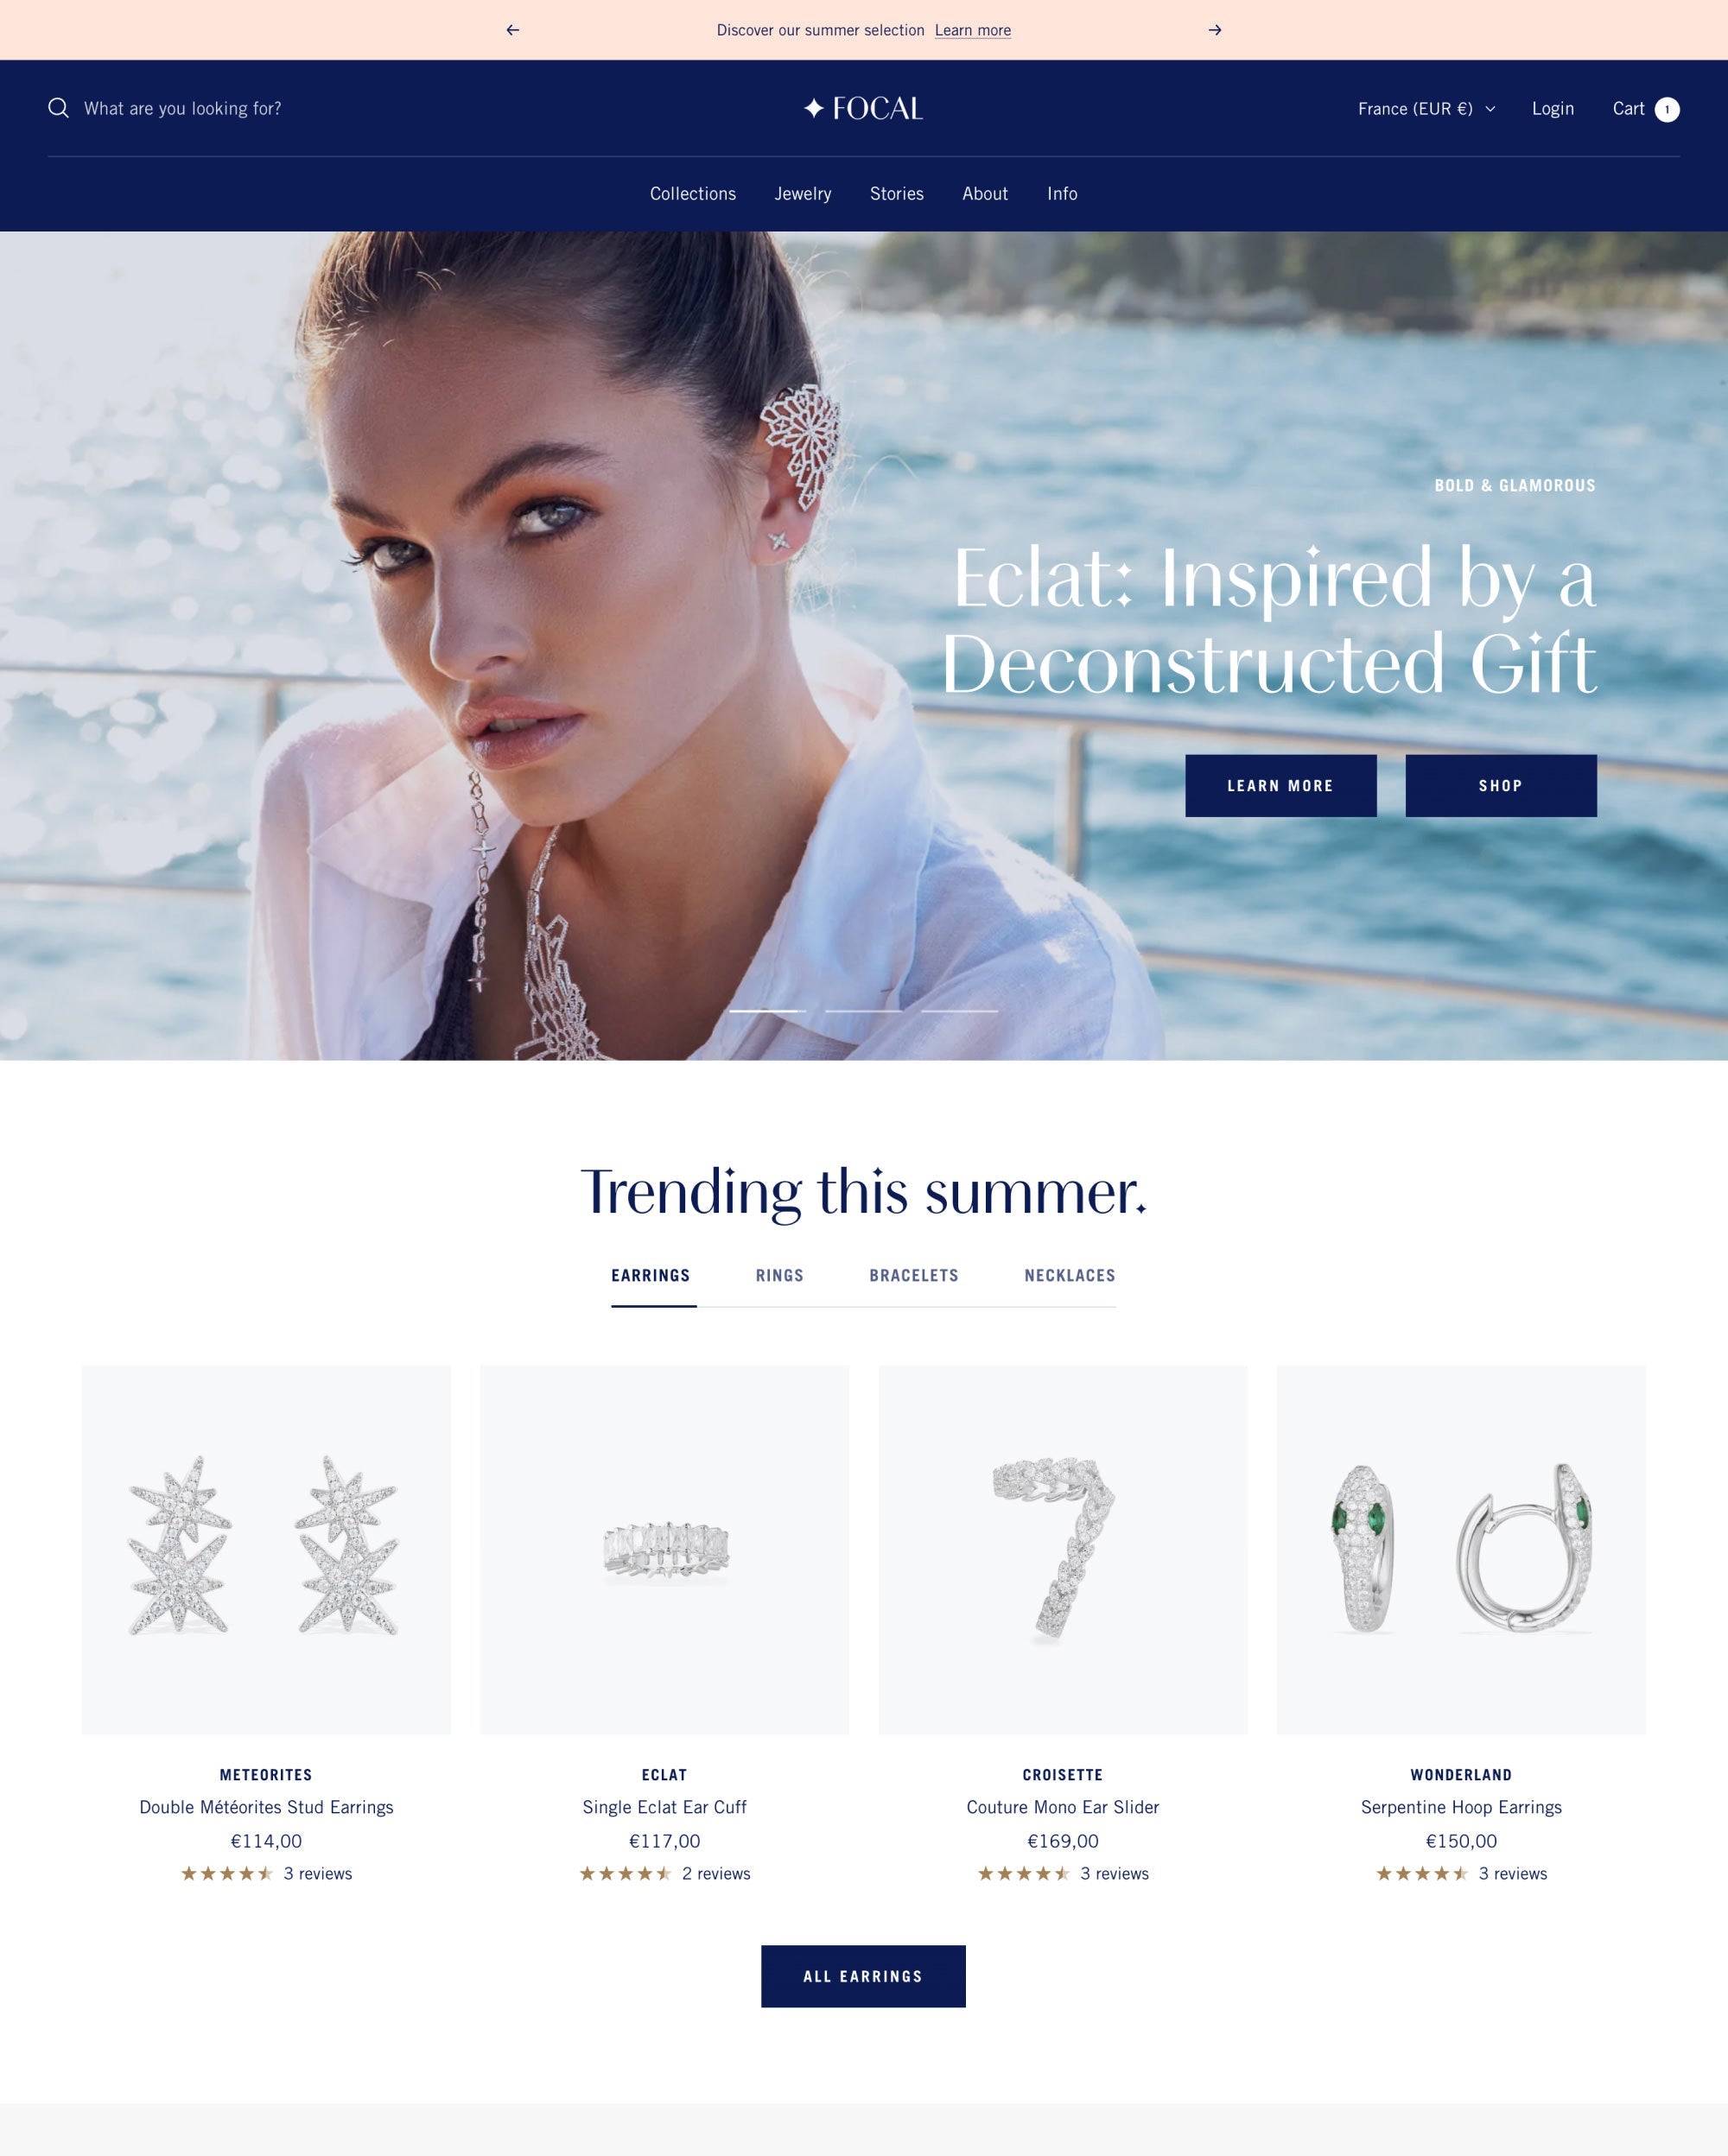 Discover our summer selection Learn more
What are you looking for?
FOCAL
France (EUR €)
Login
Cart 1
Collections Jewelry Stories About Info
BOLD & GLAMOROUS
Eclat: Inspired by a
Deconstructed Gift
LEARN MORE
SHOP
Trending this summer.
EARRINGS RINGS BRACELETS NECKLACES
METEORITES
Double Météorites Stud Earrings
€114,00
3 reviews
ECLAT
Single Eclat Ear Cuff
€117,00
2 reviews
CROISETTE
Couture Mono Ear Slider
€169,00
3 reviews
WONDERLAND
Serpentine Hoop Earrings
€150,00
3 reviews
ALL EARRINGS